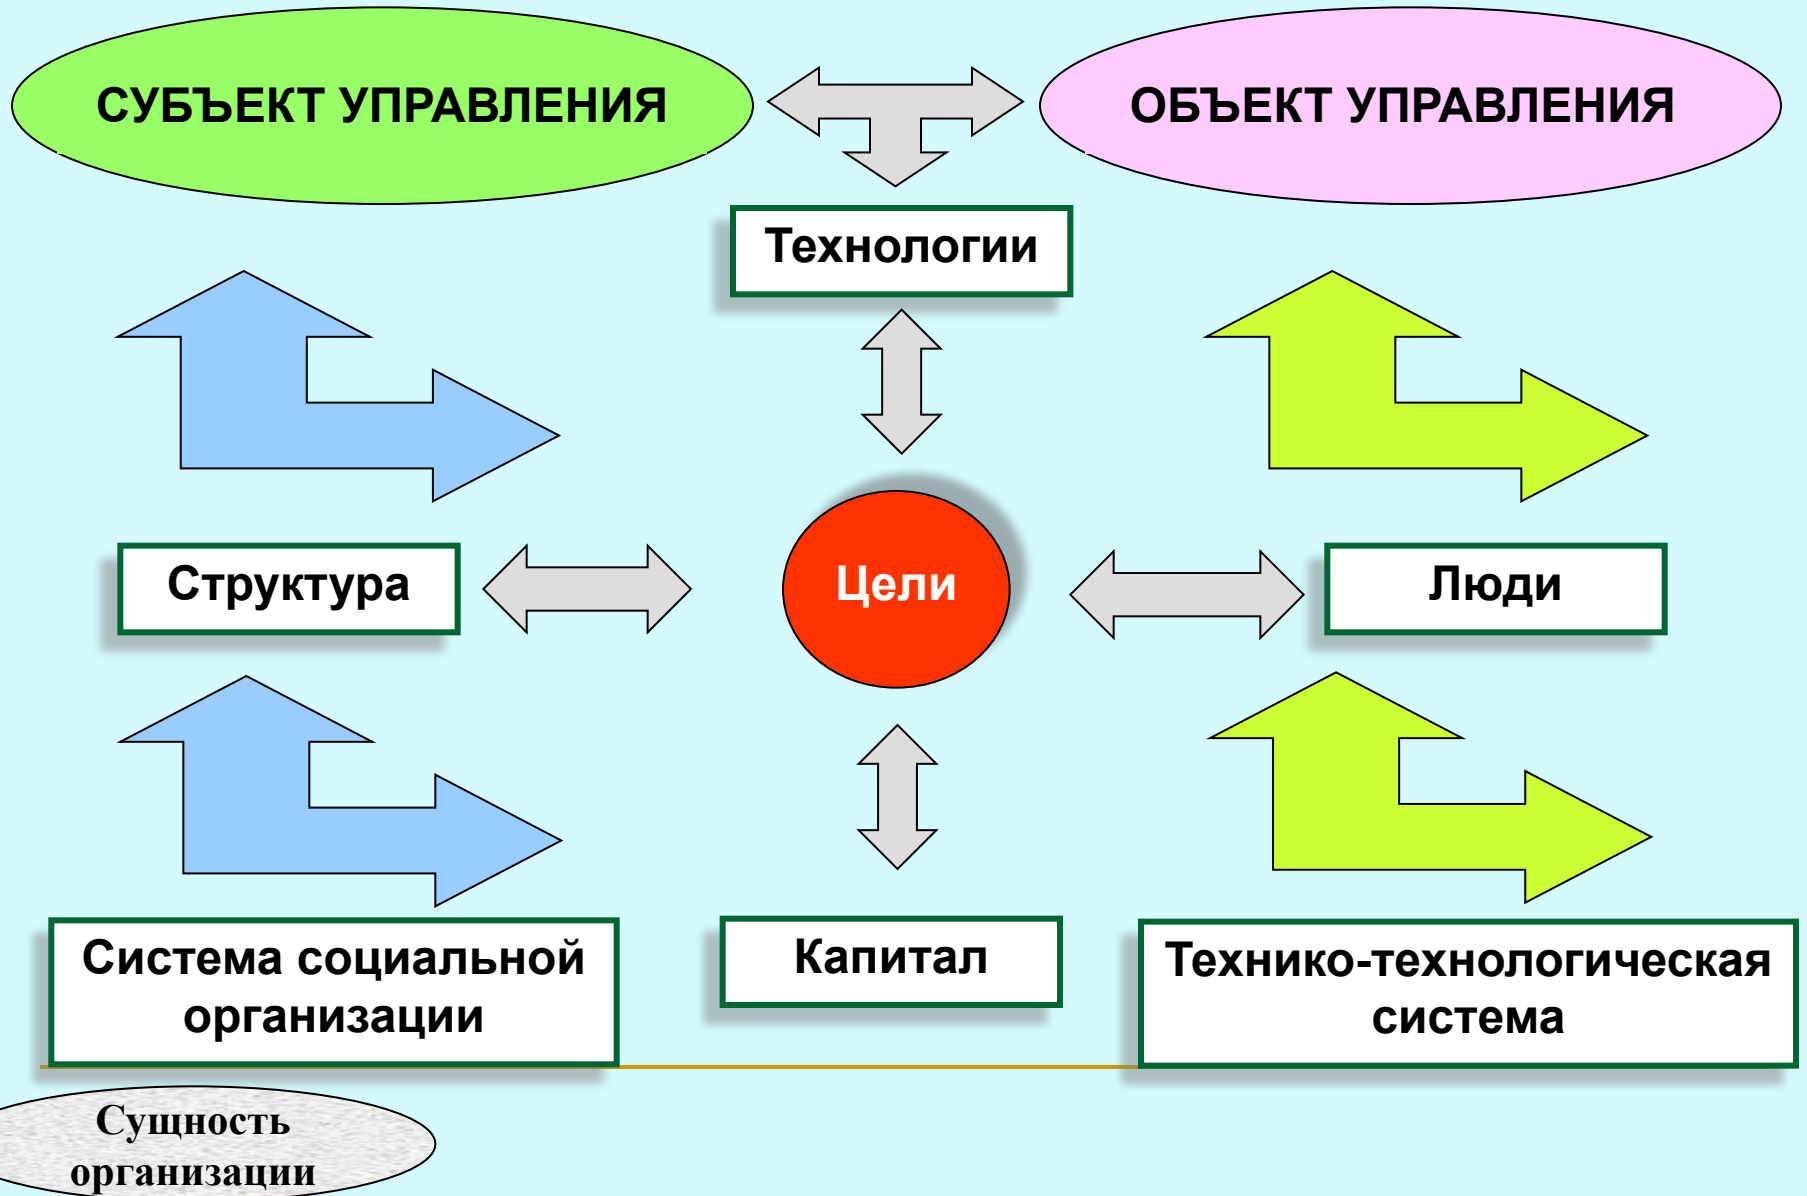 СУБЪЕКТ УПРАВЛЕНИЯ
ОБЪЕКТ УПРАВЛЕНИЯ
Технологии
Структура
Цели
Люди
Система социальной
организации
Капитал
Технико-технологическая
система
Сущность
организации